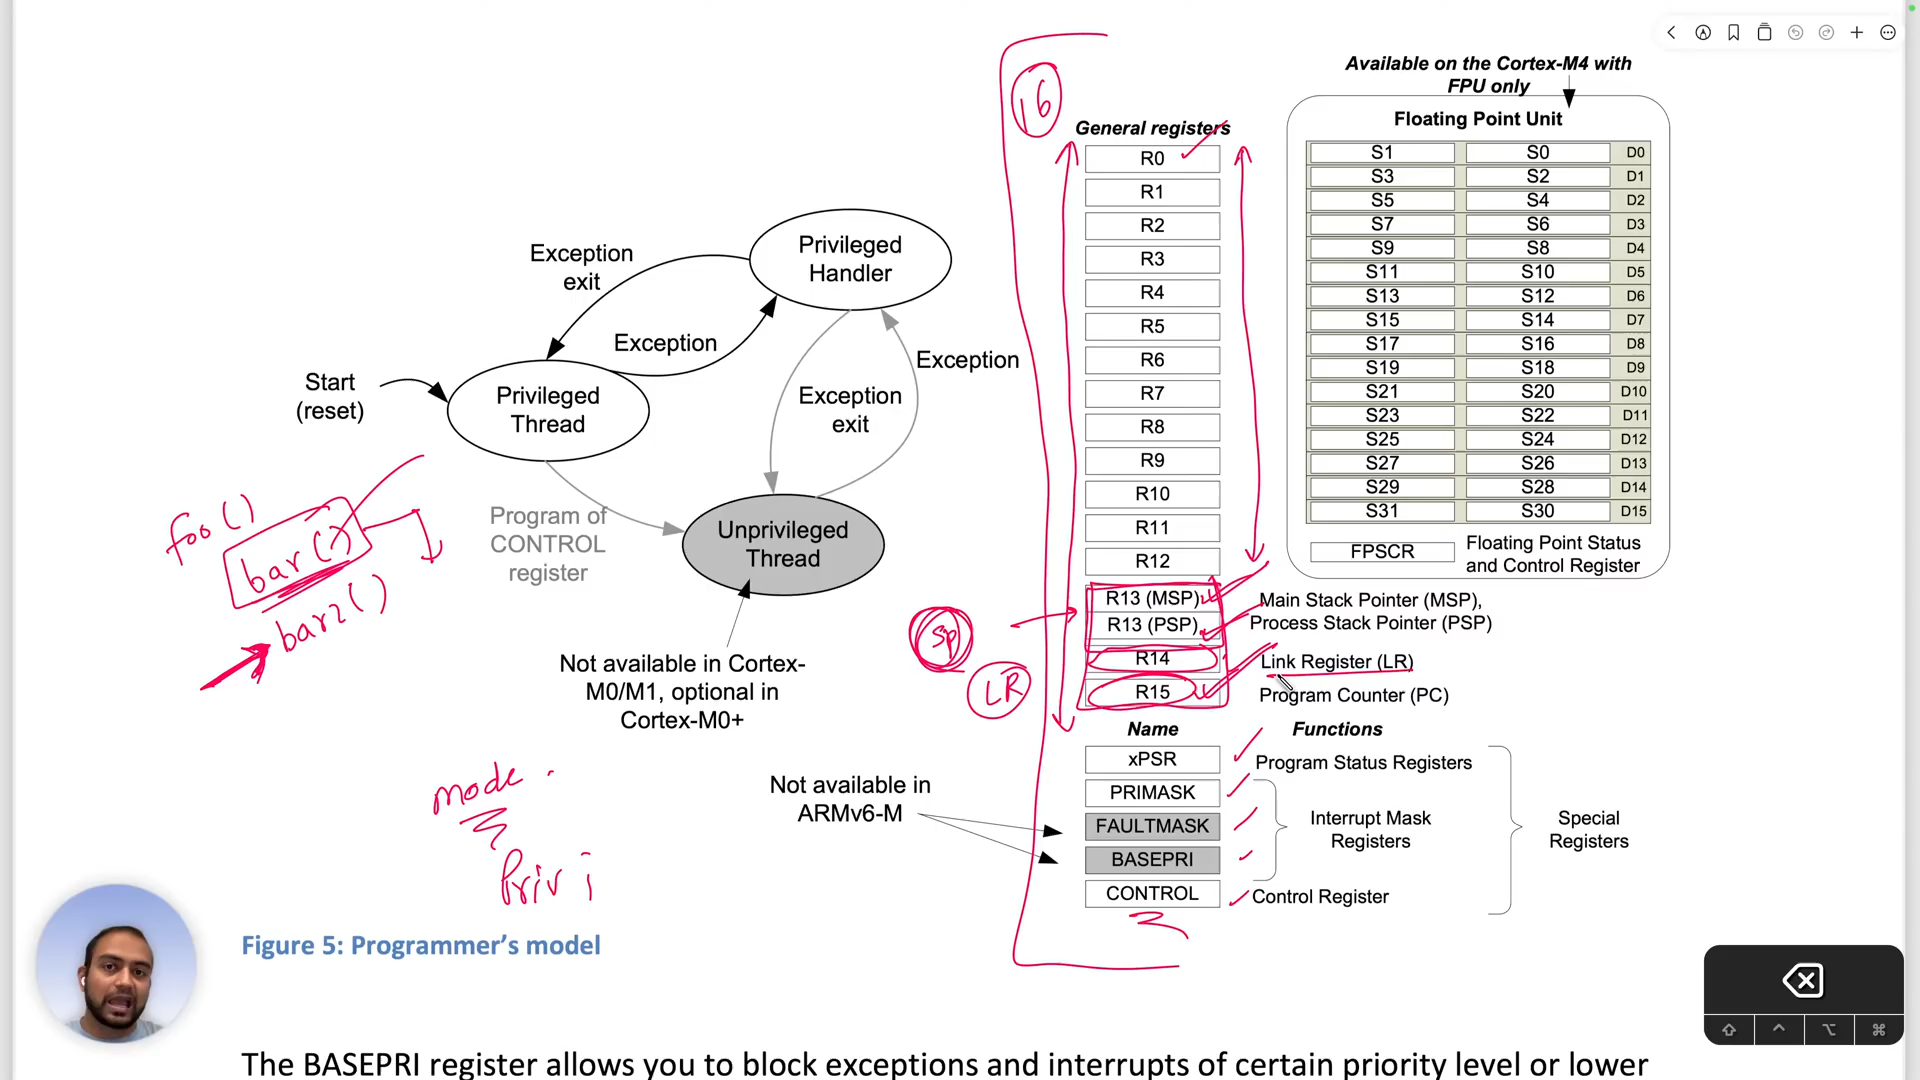 Available on the Cortex-M4 with
FPU only
16
General registers
Floating Point Unit
R0
R1
R2
R3
R4
R5
R6
R7
R8
R9
R10
R11
R12
R13 (MSP)
R13 (PSP)
R14
R15
S1 S0 D0
S3 S2 D1
S5 S4 D2
S7 S6 D3
S9 S8 D4
S11 S10 D5
S13 S12 D6
S15 S14 D7
S17 S16 D8
S19 S18 D9
S21 S20 D10
S23 S22 D11
S25 S24 D12
S27 S26 D13
S29 S28 D14
S31 S30 D15
FPSCR
Floating Point Status
and Control Register
Main Stack Pointer (MSP),
Process Stack Pointer (PSP)
Link Register (LR)
Program Counter (PC)
SP
LR
Name Functions
xPSR Program Status Registers
PRIMASK
FAULTMASK
BASEPRI
Interrupt Mask
Registers
CONTROL Control Register
Special
Registers
Not available in
ARMv6-M
Privileged
Handler
Exception
exit
Exception
Start
(reset)
Privileged
Thread
Exception
exit
Exception
Program of
CONTROL
register
Unprivileged
Thread
Not available in Cortex-
M0/M1, optional in
Cortex-M0+
foo()
bar()
bar2()
mode
Priv
Figure 5: Programmer’s model
The BASEPRI register allows you to block exceptions and interrupts of certain priority level or lower